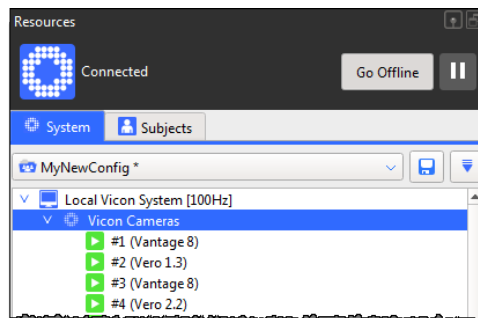 Resources
Connected
Go Offline
System
Subjects
MyNewConfig *
Local Vicon System [100Hz]
Vicon Cameras
#1 (Vantage 8)
#2 (Vero 1.3)
#3 (Vantage 8)
#4 (Vero 2.2)